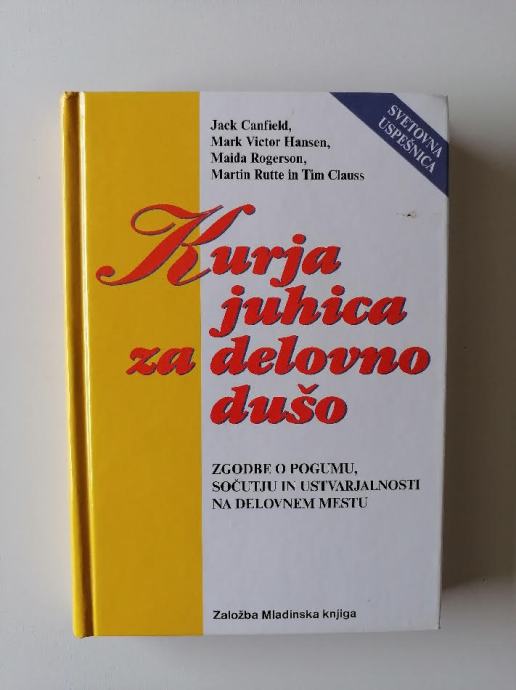 SVETOVNA
USPEŠNICA
Jack Canfield,
Mark Victor Hansen,
Maida Rogerson,
Martin Rutte in Tim Clauss
Kurja
juhica
za delovno
dušo
ZGODBE O POGUMU,
SOČUTJU IN USTVARJALNOSTI
NA DELOVNEM MESTU
Založba Mladinska knjiga